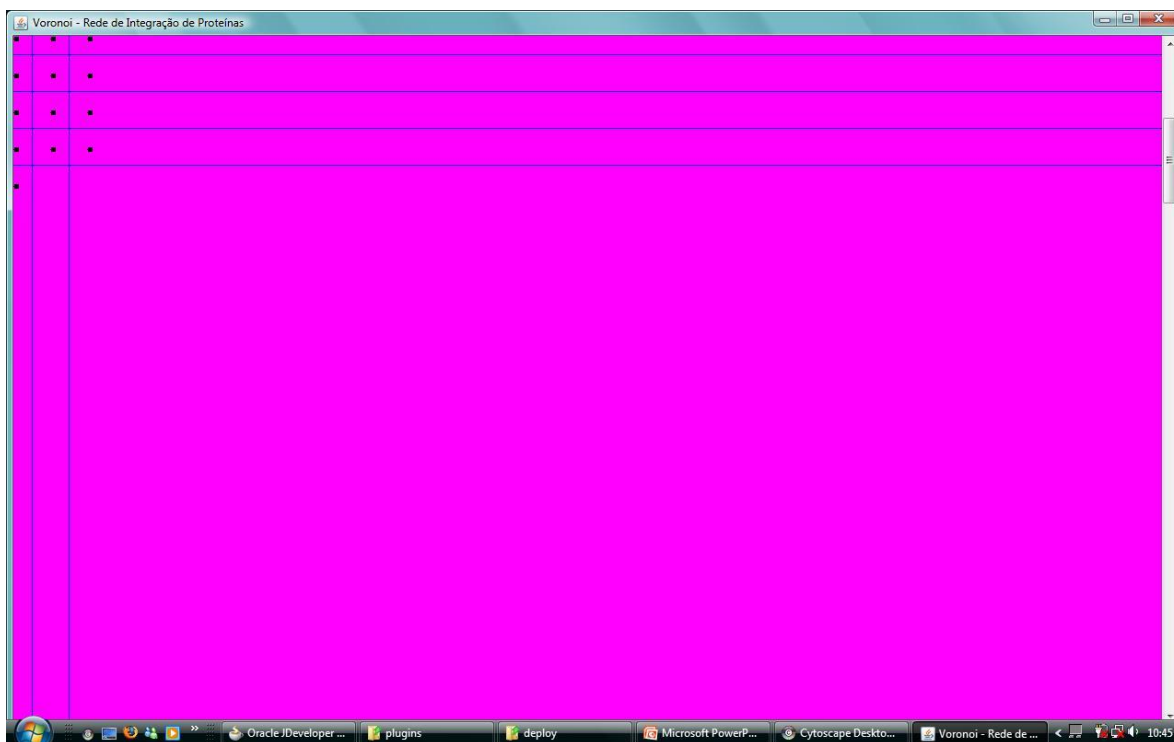 Voronoi - Rede de Integração de Proteínas
Oracle JDeveloper ...
plugins
deploy
Microsoft PowerP...
Cytoscape Deskto...
Voronoi - Rede de ...
10:45